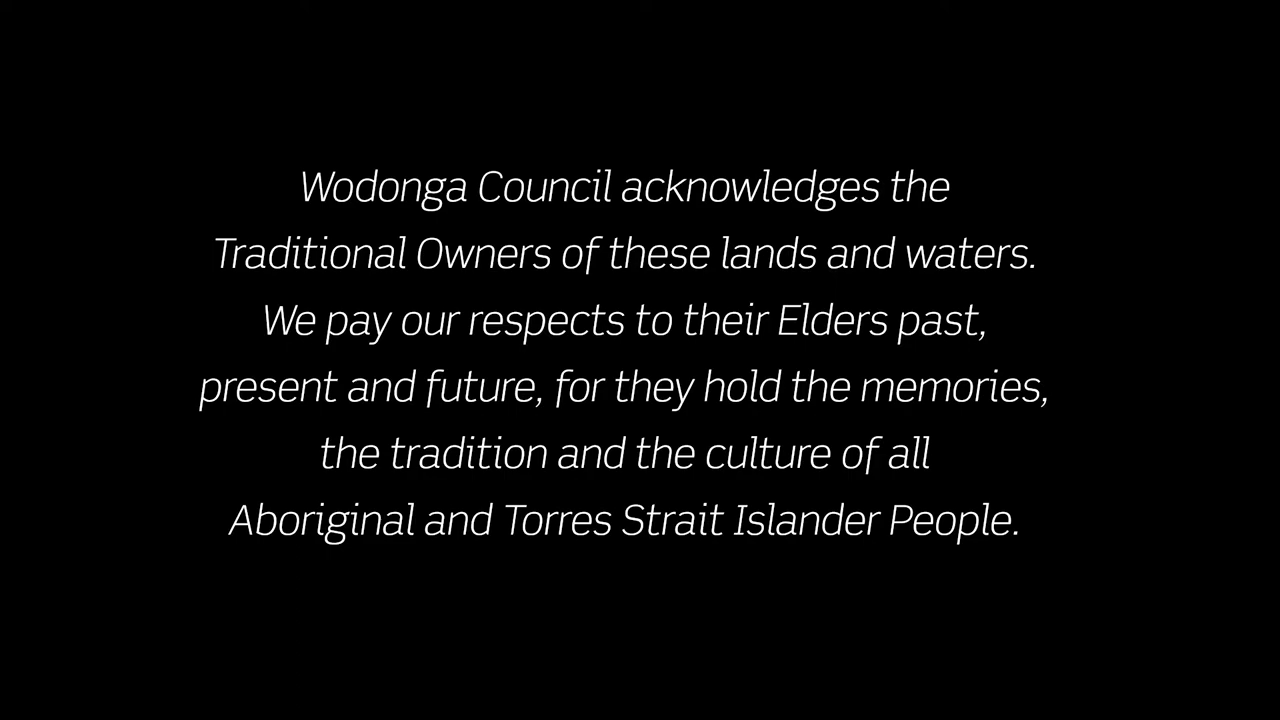 Wodonga Council acknowledges the
Traditional Owners of these lands and waters.
We pay our respects to their Elders past,
present and future, for they hold the memories,
the tradition and the culture of all
Aboriginal and Torres Strait Islander People.